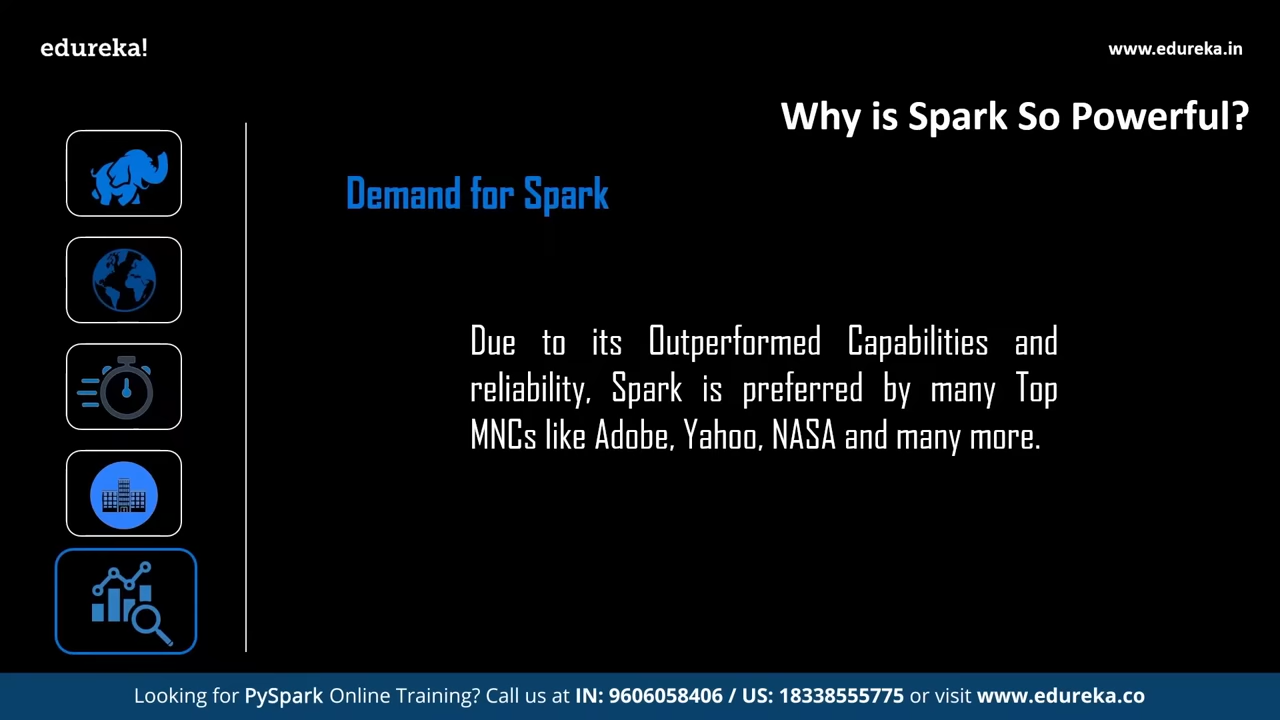 edureka!
www.edureka.in
Why is Spark So Powerful?
Demand for Spark
Due to its Outperformed Capabilities and
reliability, Spark is preferred by many Top
MNCs like Adobe, Yahoo, NASA and many more.
Looking for PySpark Online Training? Call us at IN: 9606058406 / US: 18338555775 or visit www.edureka.co